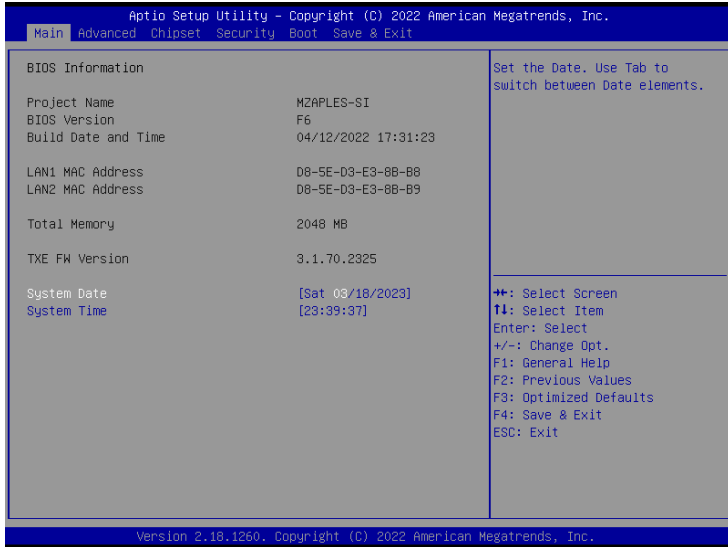 Aptio Setup Utility – Copyright (C) 2022 American Megatrends, Inc.
Main Advanced Chipset Security Boot Save & Exit
BIOS Information
Project Name MZAPLES-SI
BIOS Version F6
Build Date and Time 04/12/2022 17:31:23
LAN1 MAC Address D8-5E-D3-E3-8B-B8
LAN2 MAC Address D8-5E-D3-E3-8B-B9
Total Memory 2048 MB
TXE FW Version 3.1.70.2325
System Date [Sat 03/18/2023]
System Time [23:39:37]
Set the Date. Use Tab to
switch between Date elements.
→←: Select Screen
↑↓: Select Item
Enter: Select
+/-: Change Opt.
F1: General Help
F2: Previous Values
F3: Optimized Defaults
F4: Save & Exit
ESC: Exit
Version 2.18.1260. Copyright (C) 2022 American Megatrends, Inc.